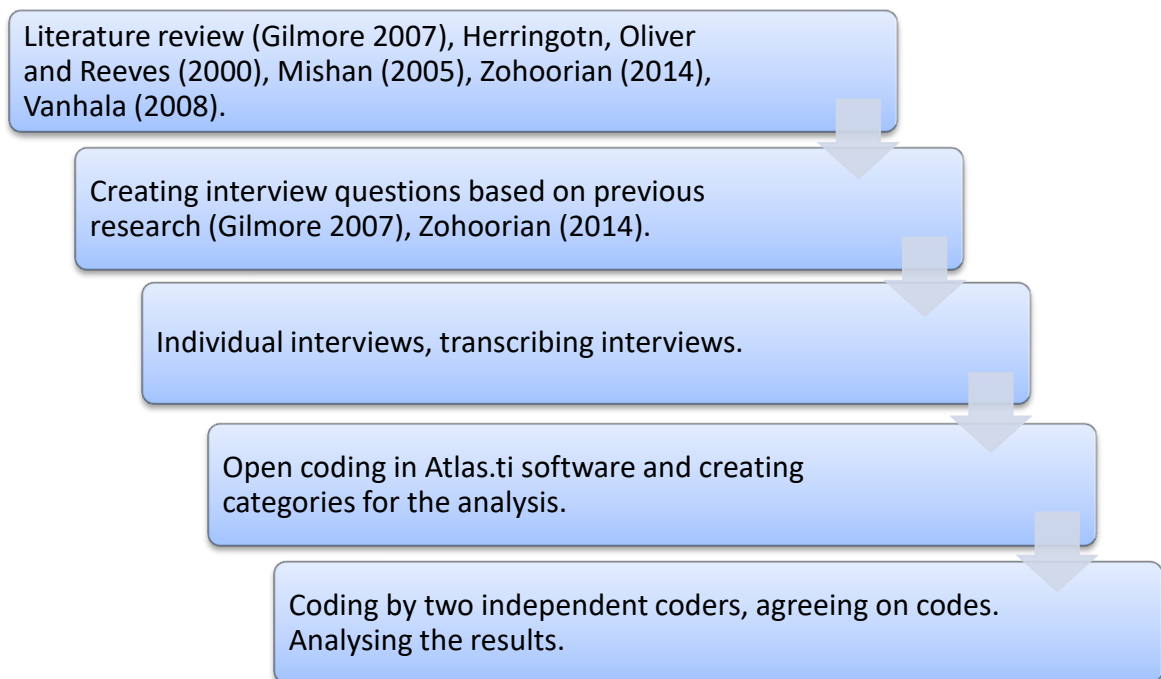 Literature review (Gilmore 2007), Herringotn, Oliver
and Reeves (2000), Mishan (2005), Zohoorian (2014),
Vanhala (2008).
Creating interview questions based on previous
research (Gilmore 2007), Zohoorian (2014).
Individual interviews, transcribing interviews.
Open coding in Atlas.ti software and creating
categories for the analysis.
Coding by two independent coders, agreeing on codes.
Analysing the results.